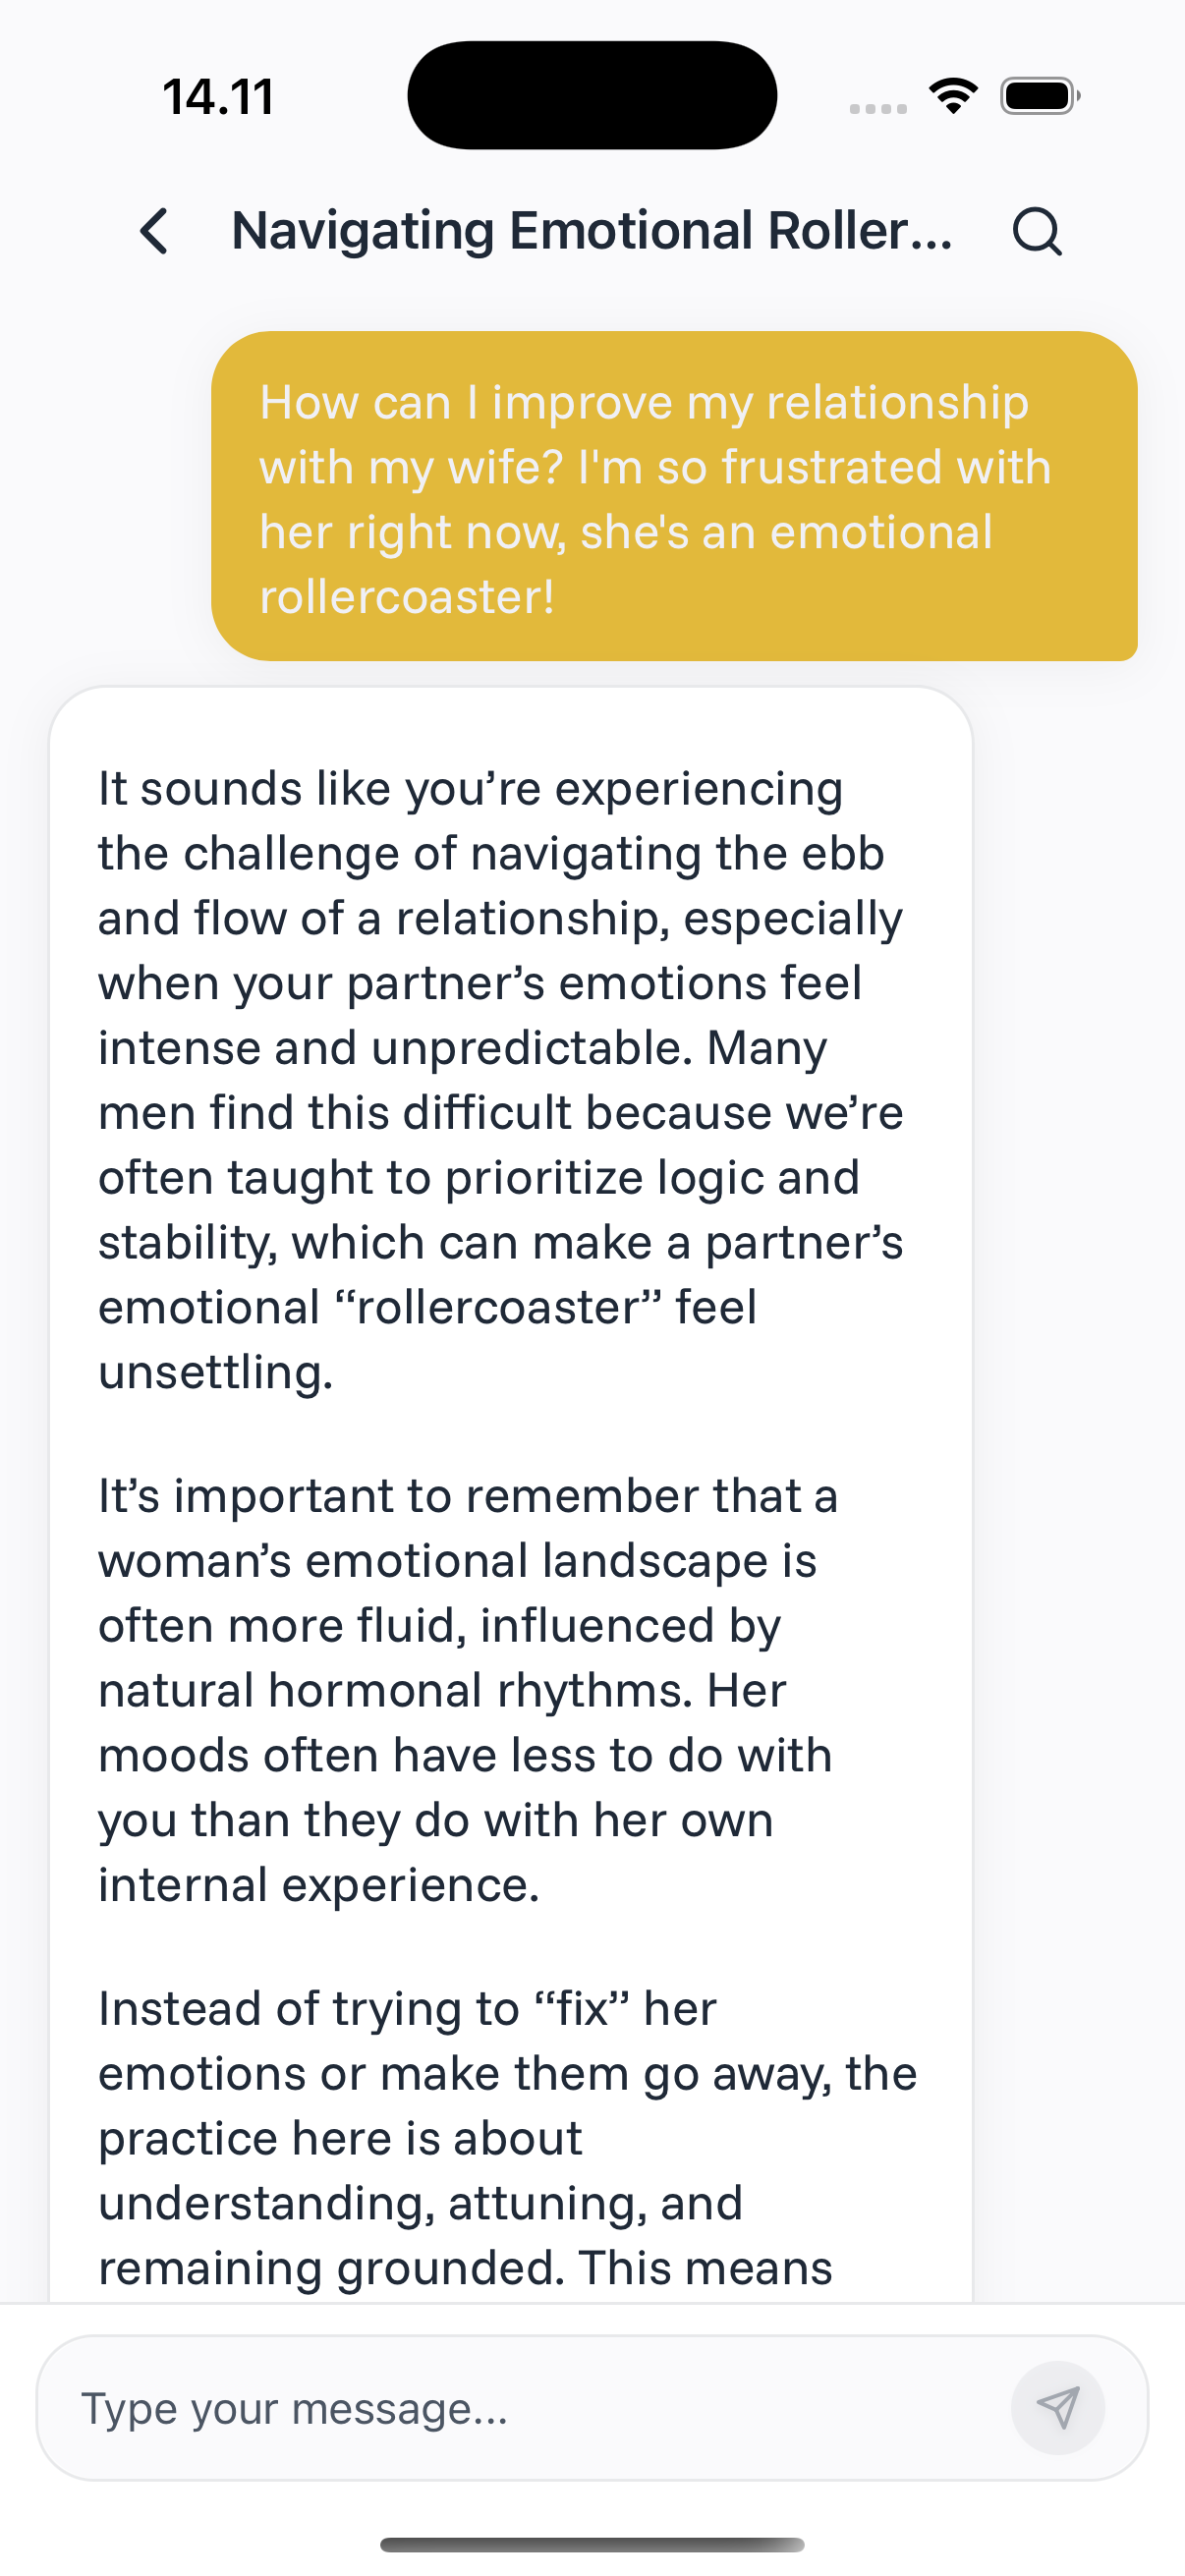 14.11
Navigating Emotional Roller...
How can I improve my relationship
with my wife? I'm so frustrated with
her right now, she's an emotional
rollercoaster!
It sounds like you’re experiencing
the challenge of navigating the ebb
and flow of a relationship, especially
when your partner’s emotions feel
intense and unpredictable. Many
men find this difficult because we’re
often taught to prioritize logic and
stability, which can make a partner’s
emotional “rollercoaster” feel
unsettling.
It’s important to remember that a
woman’s emotional landscape is
often more fluid, influenced by
natural hormonal rhythms. Her
moods often have less to do with
you than they do with her own
internal experience.
Instead of trying to “fix” her
emotions or make them go away, the
practice here is about
understanding, attuning, and
remaining grounded. This means
Type your message...